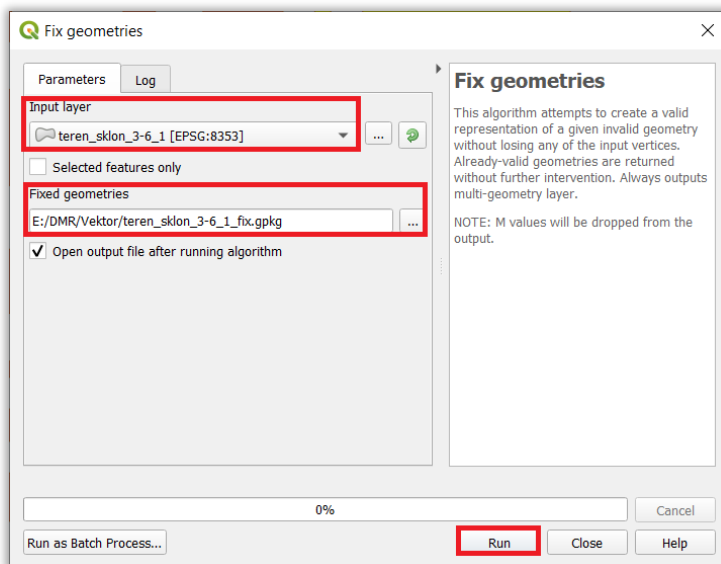 Fix geometries
Parameters
Log
Input layer
teren_sklon_3-6_1 [EPSG:8353]
...
Selected features only
Fixed geometries
E:/DMR/Vektor/teren_sklon_3-6_1_fix.gpkg
...
Open output file after running algorithm
Fix geometries
This algorithm attempts to create a valid
representation of a given invalid geometry
without losing any of the input vertices.
Already-valid geometries are returned
without further intervention. Always outputs
multi-geometry layer.
NOTE: M values will be dropped from the
output.
0%
Cancel
Run as Batch Process...
Run
Close
Help